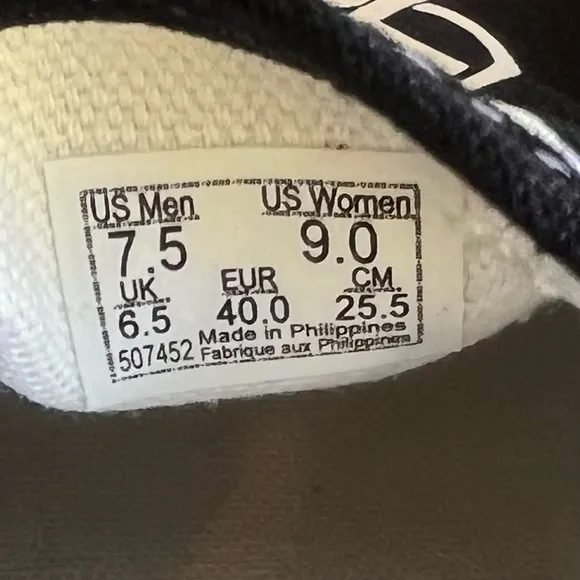 US Men US Women
7.5 9.0
UK EUR CM
6.5 40.0 25.5
Made in Philippines
507452 Fabrique aux Philippines